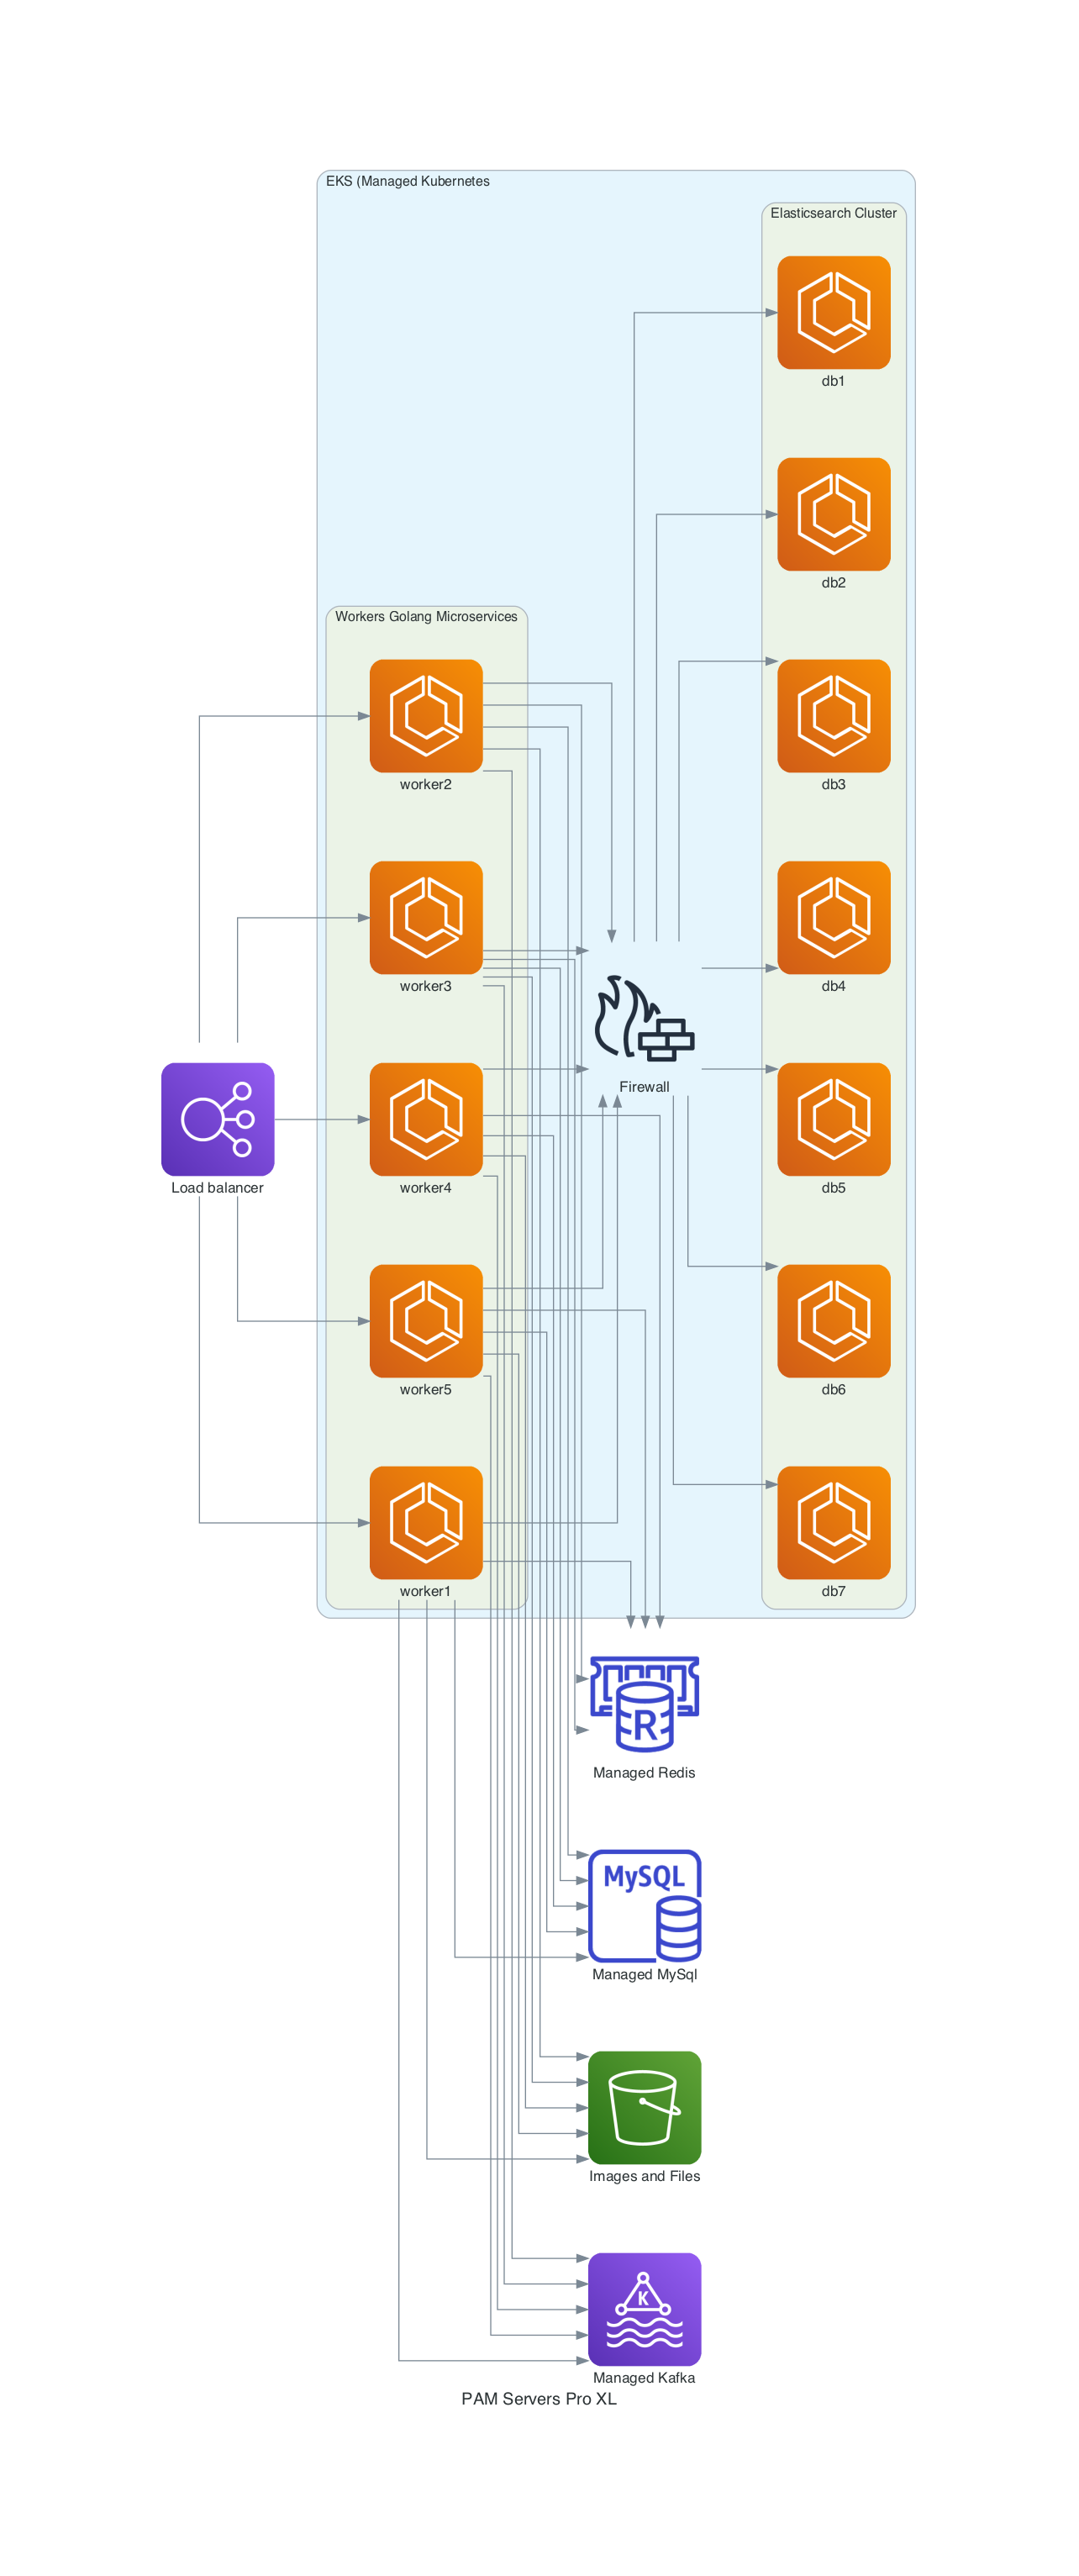 EKS (Managed Kubernetes
Elasticsearch Cluster
db1
db2
Workers Golang Microservices
worker2
db3
worker3
db4
Firewall
Load balancer
worker4
db5
worker5
db6
worker1
db7
R
Managed Redis
MySQL
Managed MySql
Images and Files
K
Managed Kafka
PAM Servers Pro XL